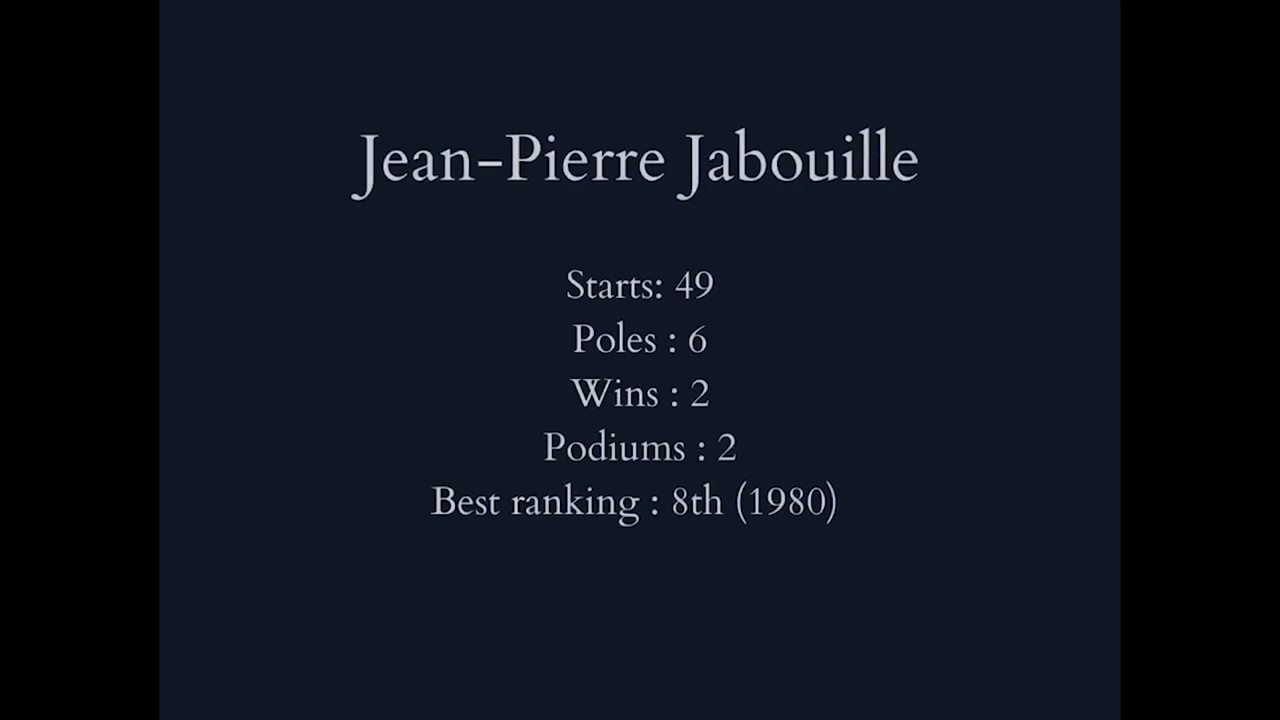 Jean-Pierre Jabouille
Starts: 49
Poles : 6
Wins : 2
Podiums : 2
Best ranking : 8th (1980)